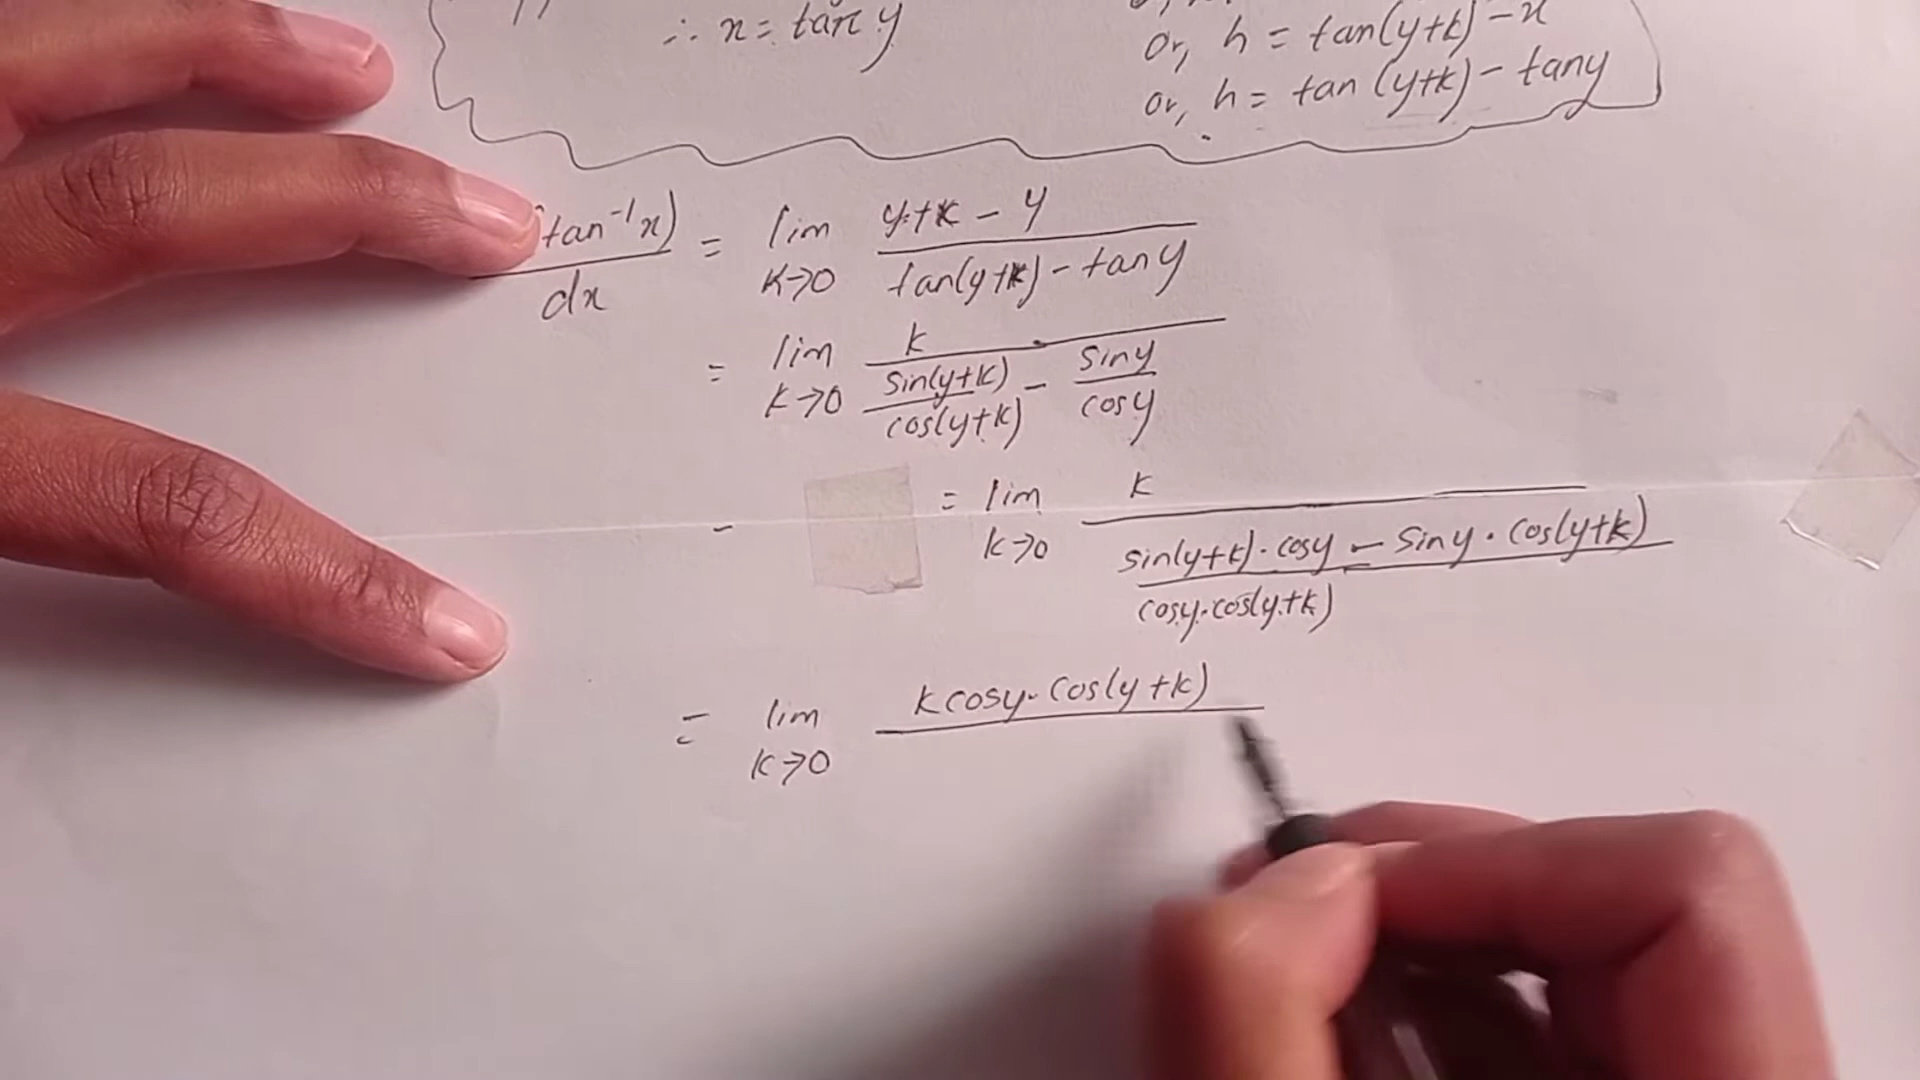 ∴ x = tan y
or, h = tan(y+k) - x
or, h = tan (y+k) - tany
tan⁻¹x) = lim y+k - y
dx k→0 tan(y+k) - tany
= lim k
k→0 sin(y+k) - siny
cos(y+k) cosy
= lim k
k→0 sin(y+k) · cosy - siny · cos(y+k)
cosy·cos(y+k)
= lim kcosy·cos(y+k)
k→0